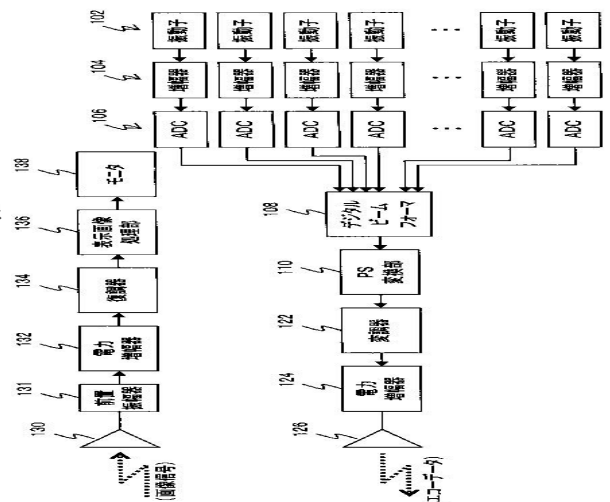 102
振動子
振動子
振動子
振動子
振動子
振動子
104
増幅器
増幅器
増幅器
増幅器
増幅器
増幅器
106
ADC
ADC
ADC
ADC
ADC
ADC
108
デジタル
ビーム
フォーマ
110
PS
変換部
122
変調器
124
電力
増幅器
126
(エコーデータ)
138
モニタ
136
表示画像
処理部
134
復調器
132
電力
増幅器
131
前置
増幅器
130
(画像信号)